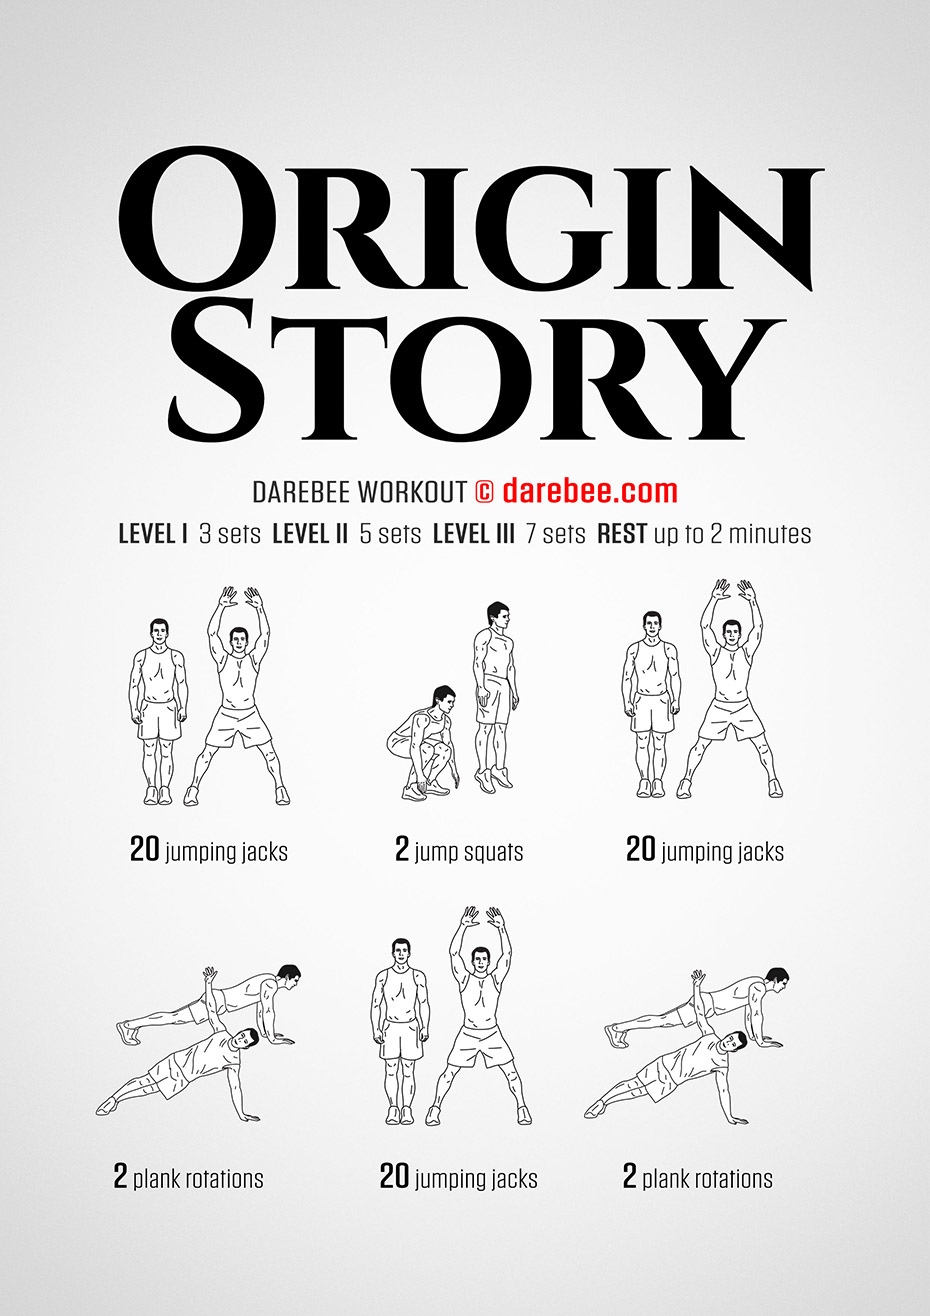 ORIGIN
STORY
DAREBEE WORKOUT © darebee.com
LEVEL I 3 sets LEVEL II 5 sets LEVEL III 7 sets REST up to 2 minutes
20 jumping jacks
2 jump squats
20 jumping jacks
2 plank rotations
20 jumping jacks
2 plank rotations